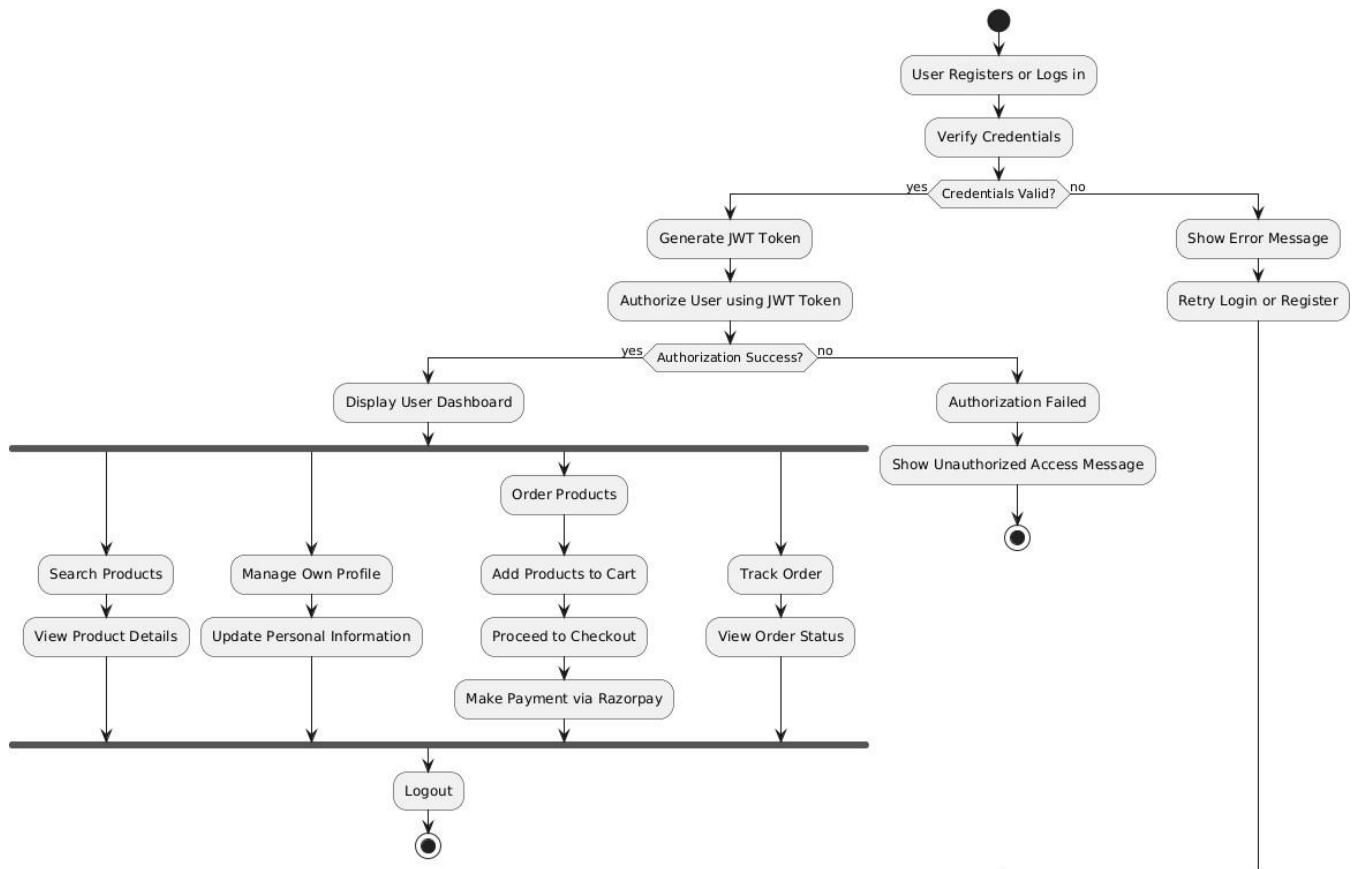 User Registers or Logs in
Verify Credentials
yes
Credentials Valid?
no
Generate JWT Token
Show Error Message
Authorize User using JWT Token
Retry Login or Register
yes
Authorization Success?
no
Display User Dashboard
Authorization Failed
Show Unauthorized Access Message
Order Products
Search Products
Manage Own Profile
Add Products to Cart
Track Order
View Product Details
Update Personal Information
Proceed to Checkout
View Order Status
Make Payment via Razorpay
Logout